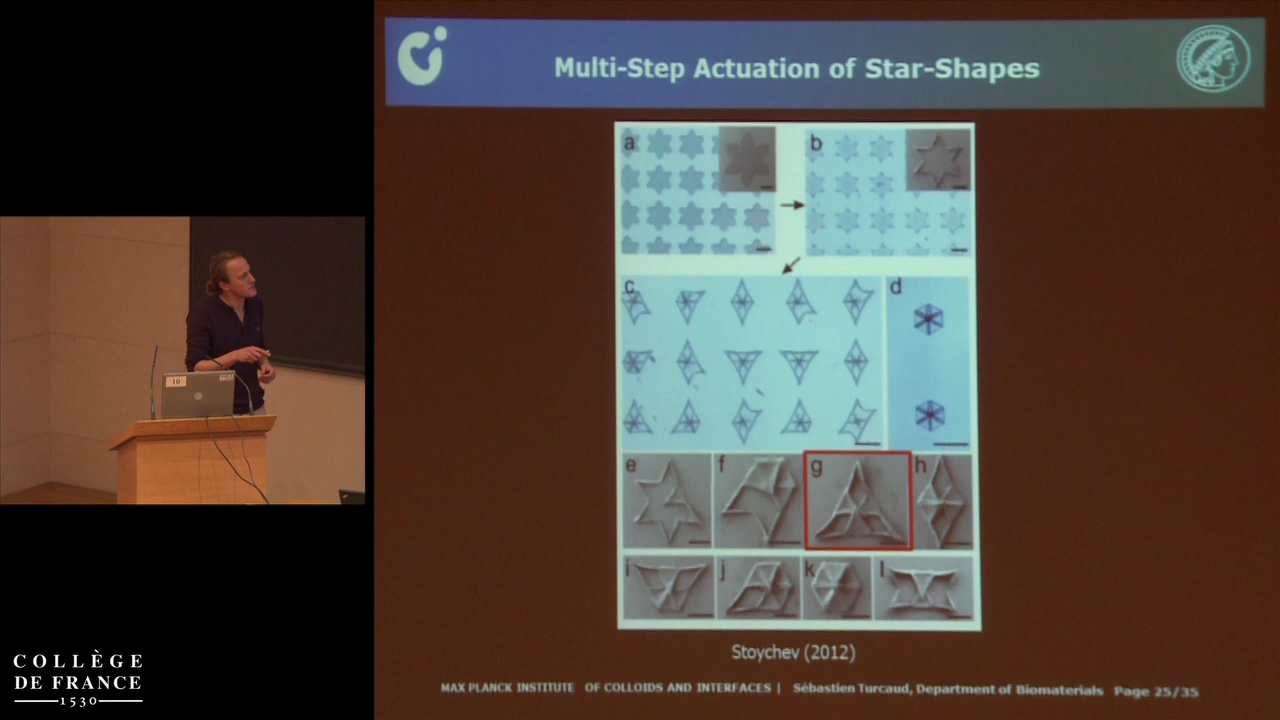 Multi-Step Actuation of Star-Shapes
a
b
c
d
e
f
g
h
i
j
k
l
Stoychev (2012)
MAX PLANCK INSTITUTE OF COLLOIDS AND INTERFACES | Sébastien Turcaud, Department of Biomaterials Page 25/35
10
COLLÈGE
DE FRANCE
1530